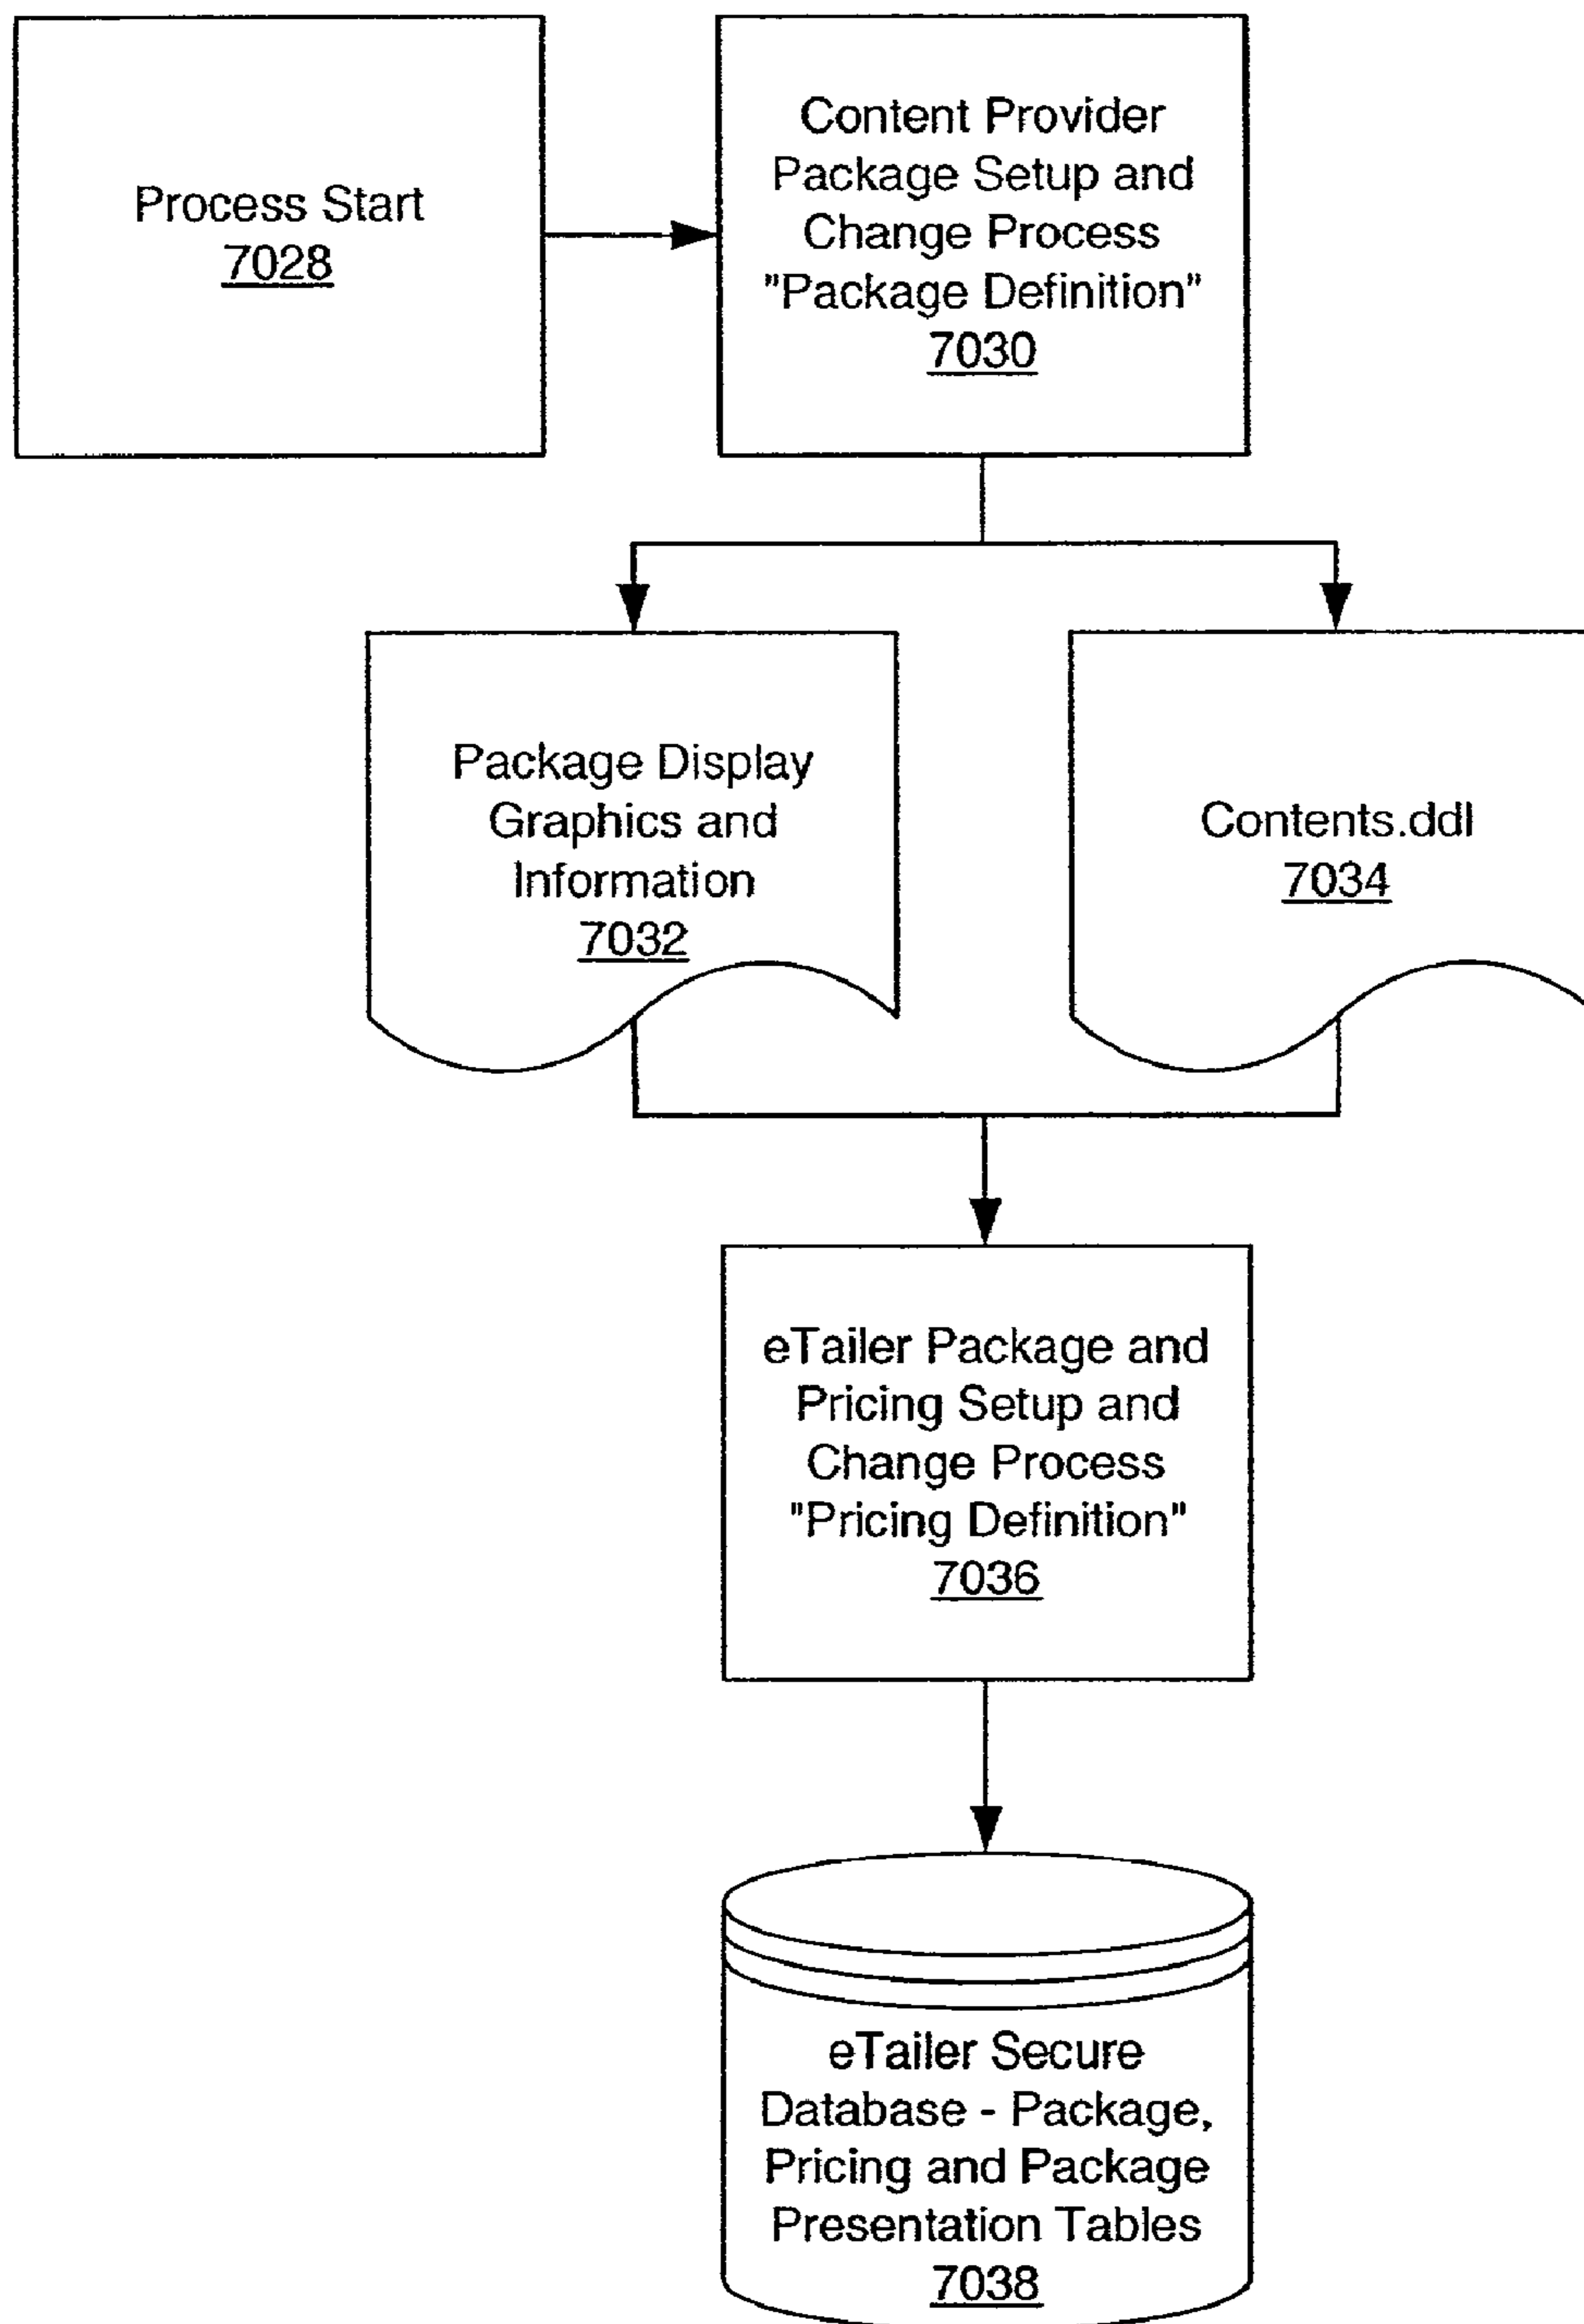 Process Start
7028
Content Provider
Package Setup and
Change Process
"Package Definition"
7030
Package Display
Graphics and
Information
7032
Contents.ddl
7034
eTailer Package and
Pricing Setup and
Change Process
"Pricing Definition"
7036
eTailer Secure
Database - Package,
Pricing and Package
Presentation Tables
7038